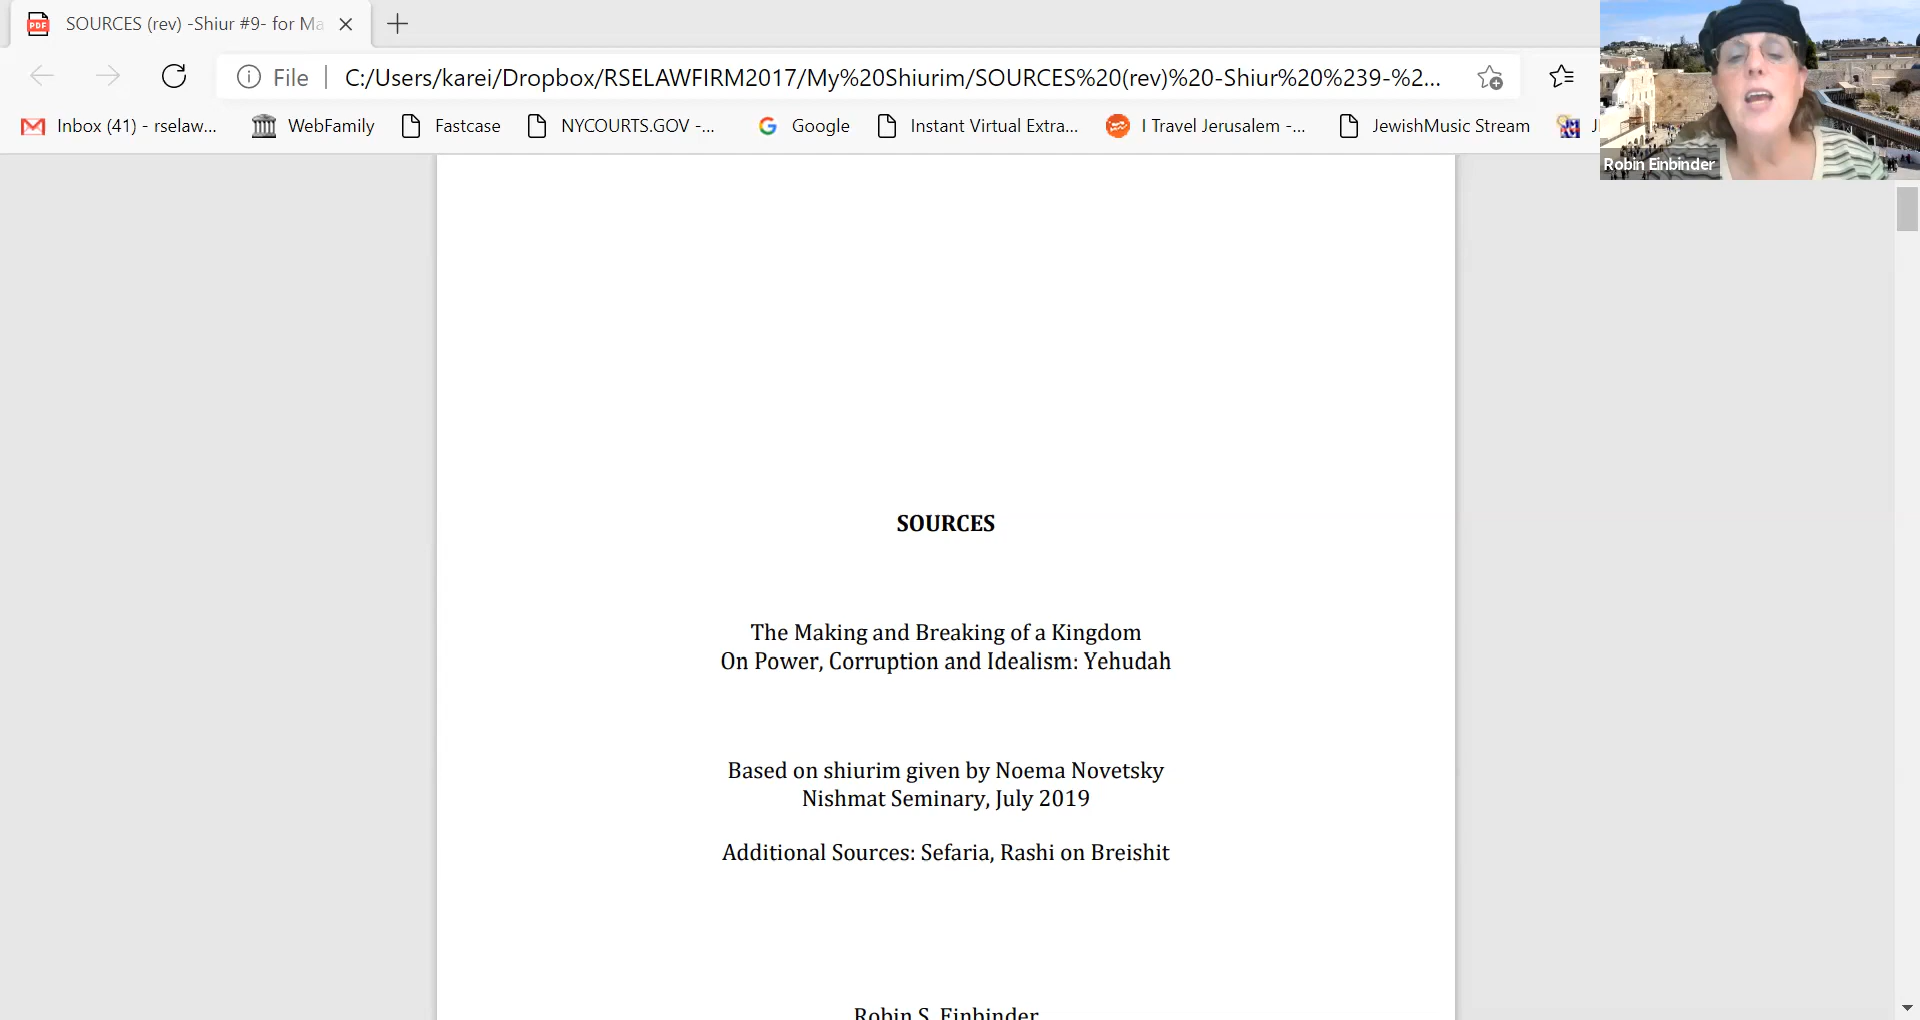 SOURCES (rev) -Shiur #9- for Ma
File
C:/Users/karei/Dropbox/RSELAWFIRM2017/My%20Shiurim/SOURCES%20(rev)%20-Shiur%20%239-%2...
Inbox (41) - rselaw...
WebFamily
Fastcase
NYCOURTS.GOV -...
Google
Instant Virtual Extra...
I Travel Jerusalem -...
JewishMusic Stream
Robin Einbinder
SOURCES
The Making and Breaking of a Kingdom
On Power, Corruption and Idealism: Yehudah
Based on shiurim given by Noema Novetsky
Nishmat Seminary, July 2019
Additional Sources: Sefaria, Rashi on Breishit
Robin S. Einbinder